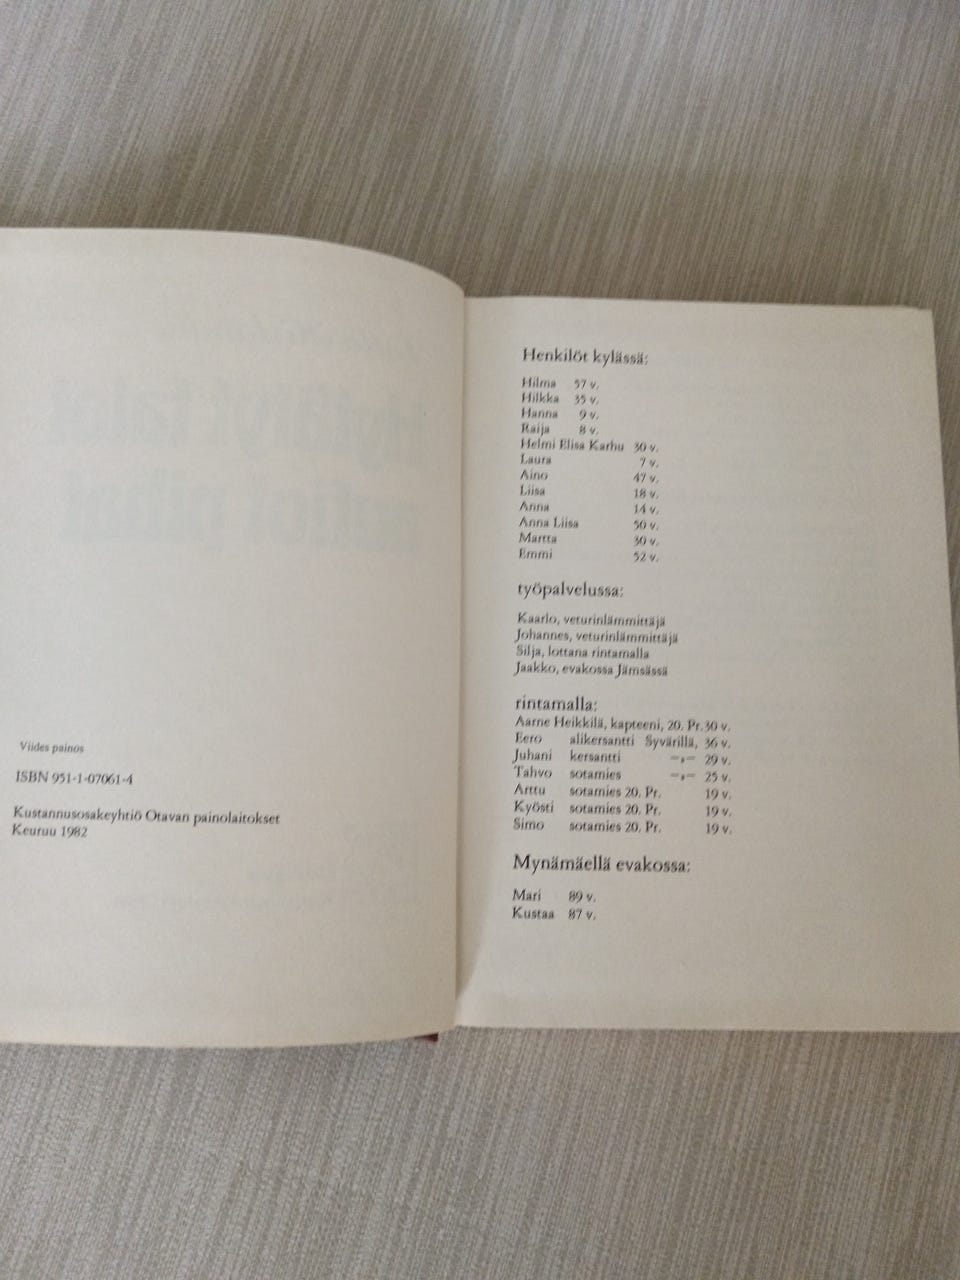 Viides painos
ISBN 951-1-07061-4
Kustannusosakeyhtiö Otavan painolaitokset
Keuruu 1982
Henkilöt kylässä:
Hilma 57 v.
Hilkka 35 v.
Hanna 9 v.
Raija 8 v.
Helmi Elisa Karhu 30 v.
Laura 7 v.
Aino 47 v.
Liisa 18 v.
Anna 14 v.
Anna Liisa 50 v.
Martta 30 v.
Emmi 52 v.
työpalvelussa:
Kaarlo, veturinlämmittäjä
Johannes, veturinlämmittäjä
Silja, lottana rintamalla
Jaakko, evakossa Jämsässä
rintamalla:
Aarne Heikkilä, kapteeni, 20. Pr. 30 v.
Eero alikersantti Syvärillä, 36 v.
Juhani kersantti –,– 29 v.
Tahvo sotamies –,– 25 v.
Arttu sotamies 20. Pr. 19 v.
Kyösti sotamies 20. Pr. 19 v.
Simo sotamies 20. Pr. 19 v.
Mynämäellä evakossa:
Mari 89 v.
Kustaa 87 v.